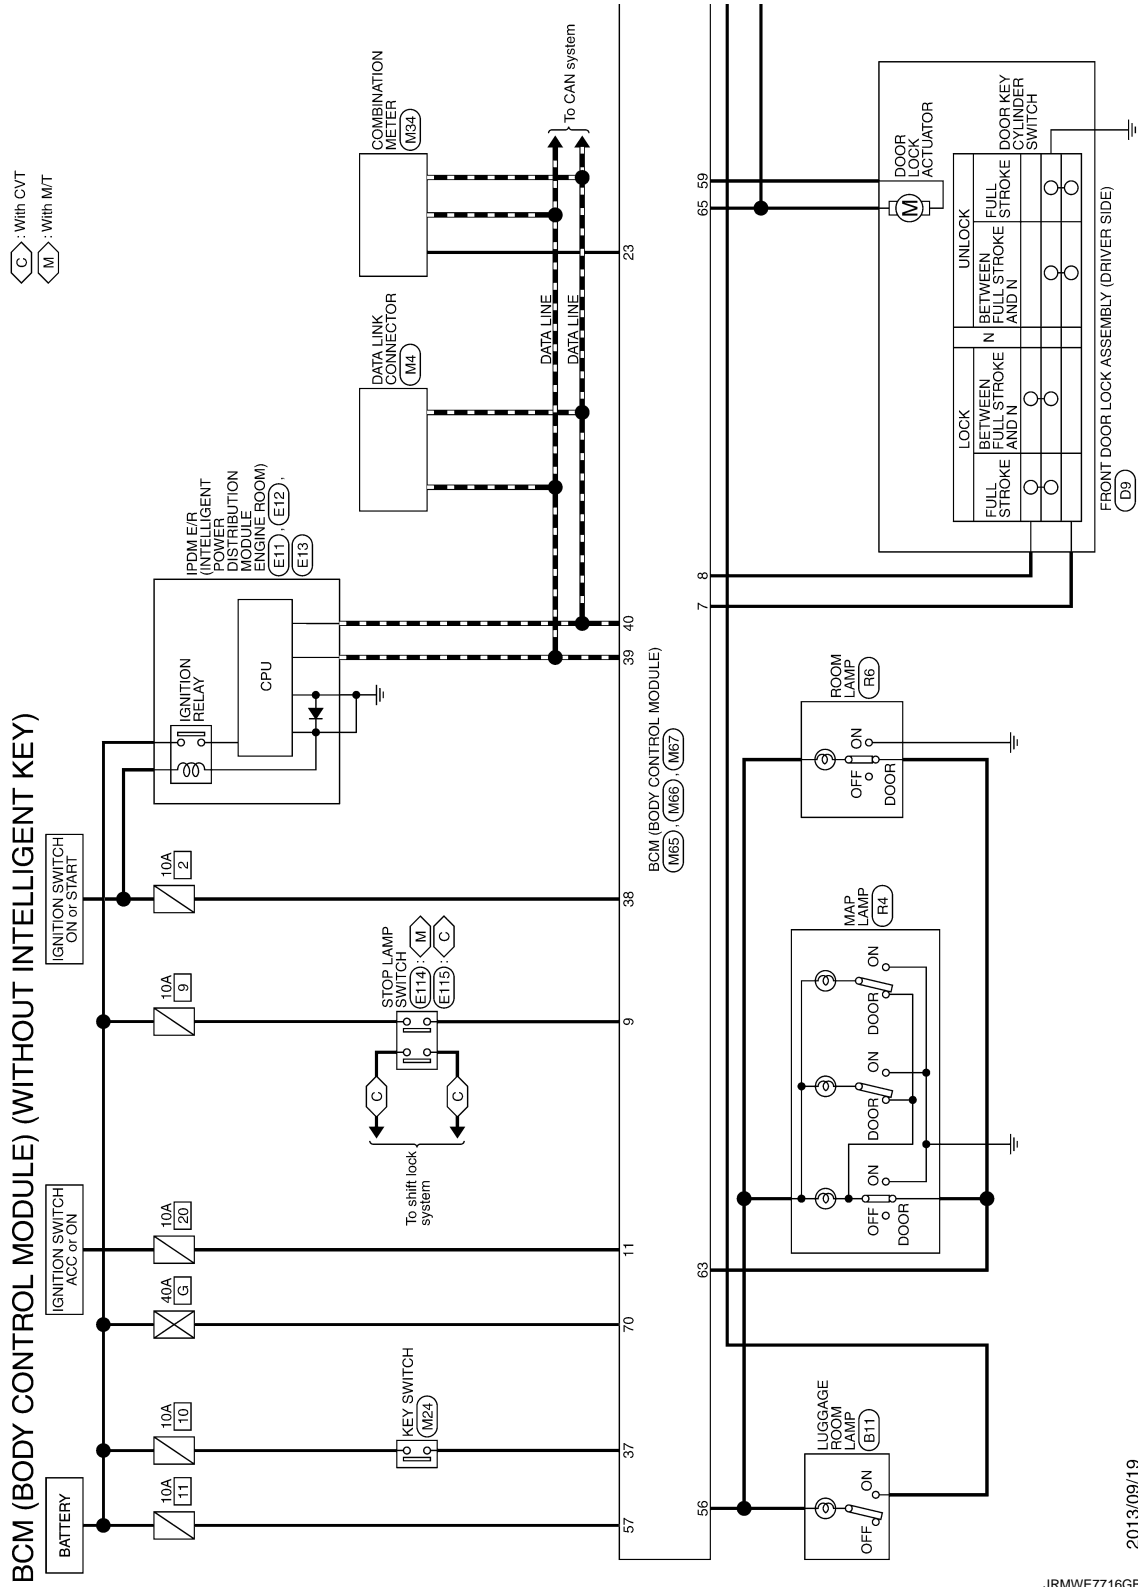 BCM (BODY CONTROL MODULE) (WITHOUT INTELLIGENT KEY)
C : With CVT
M : With M/T
BATTERY
IGNITION SWITCH
ACC or ON
IGNITION SWITCH
ON or START
10A
11
10A
10
40A
G
10A
20
10A
9
10A
2
IGNITION
RELAY
CPU
IPDM E/R
(INTELLIGENT
POWER
DISTRIBUTION
MODULE
ENGINE ROOM)
E11 , E12 ,
E13
KEY SWITCH
M24
To shift lock
system
C
C
STOP LAMP
SWITCH
E114 : M
E115 : C
DATA LINK
CONNECTOR
M4
COMBINATION
METER
M34
DATA LINE
DATA LINE
To CAN system
57
37
70
11
9
38
39
40
23
BCM (BODY CONTROL MODULE)
M65 , M66 , M67
56
63
7
8
65
59
LUGGAGE
ROOM
LAMP
B11
OFF
ON
MAP
LAMP
R4
OFF
ON
DOOR
DOOR
ON
DOOR
ON
ROOM
LAMP
R6
OFF
ON
DOOR
DOOR
LOCK
ACTUATOR
M
LOCK
N
UNLOCK
FULL
STROKE
BETWEEN
FULL STROKE
AND N
BETWEEN
FULL STROKE
AND N
FULL
STROKE
DOOR KEY
CYLINDER
SWITCH
FRONT DOOR LOCK ASSEMBLY (DRIVER SIDE)
D9
2013/09/19
JRMWE7716GB